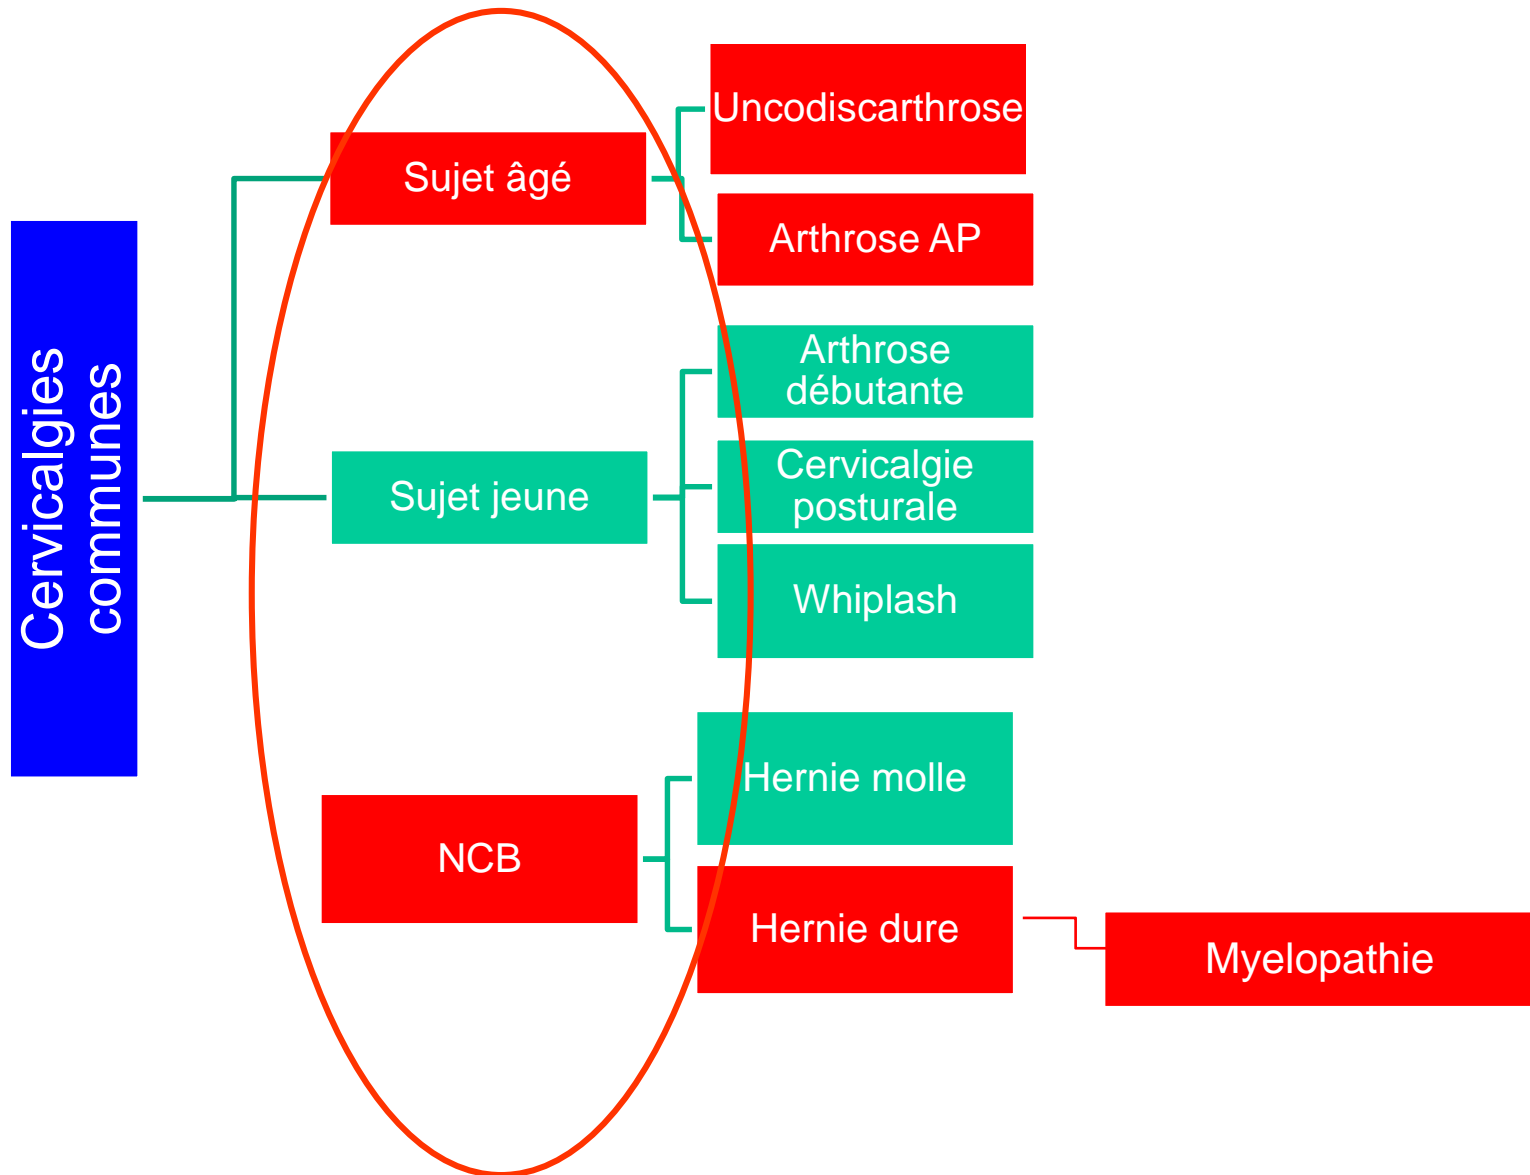 Cervicalgies
communes
Sujet âgé
Uncodiscarthrose
Arthrose AP
Sujet jeune
Arthrose
débutante
Cervicalgie
posturale
Whiplash
NCB
Hernie molle
Hernie dure
Myelopathie